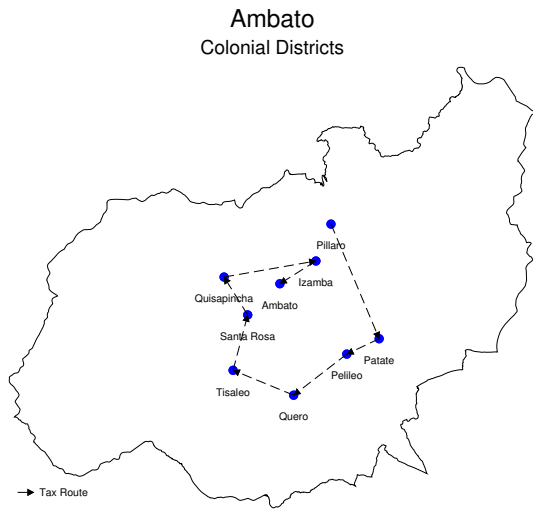 Ambato
Colonial Districts
Pillaro
Izamba
Quisapincha
Ambato
Santa Rosa
Patate
Pelileo
Tisaleo
Quero
Tax Route